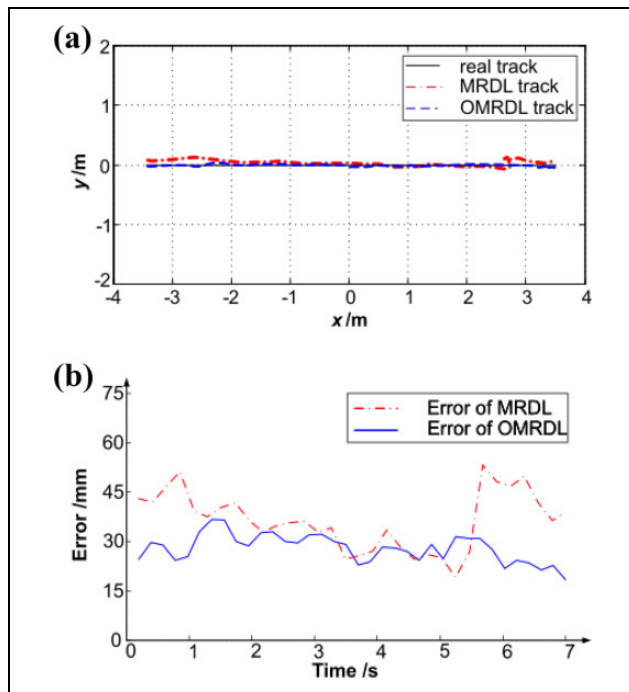 (a)
2
1
0
-1
-2
y /m
real track
MRDL track
OMRDL track
-4 -3 -2 -1 0 1 2 3 4
x /m
(b)
75
60
45
30
15
0
Error /mm
Error of MRDL
Error of OMRDL
0 1 2 3 4 5 6 7
Time /s